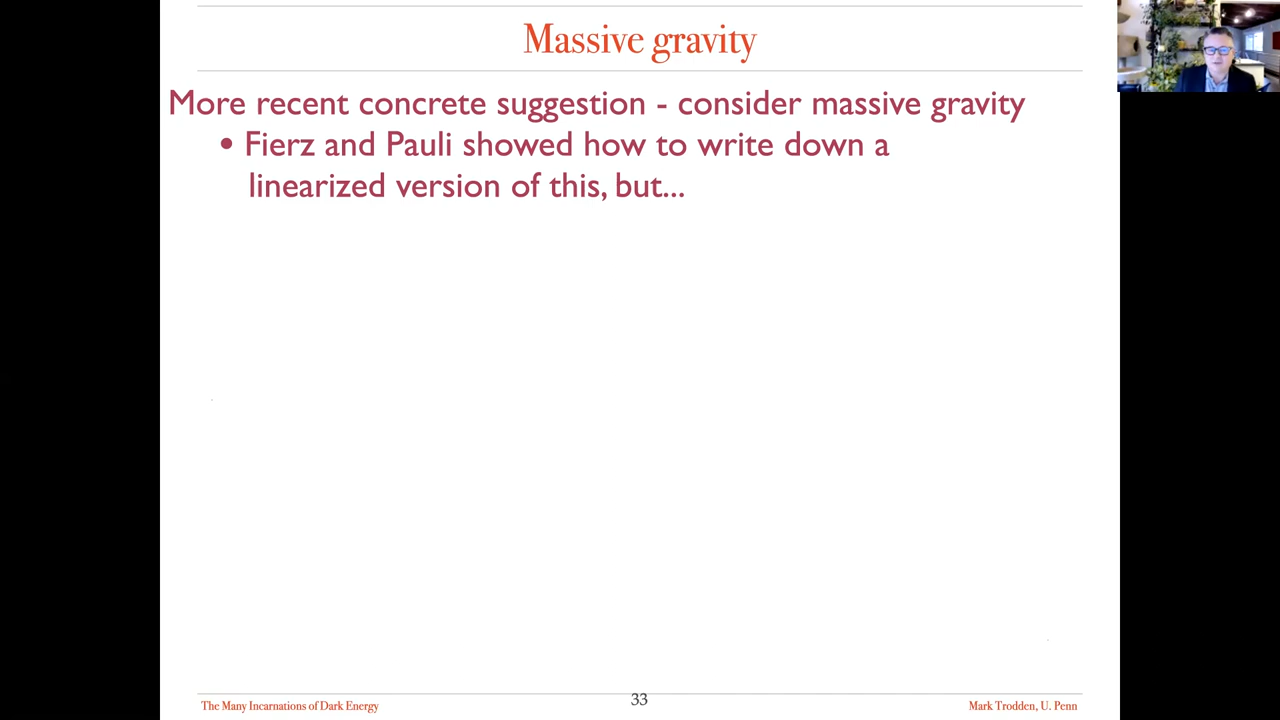 Massive gravity
More recent concrete suggestion - consider massive gravity
• Fierz and Pauli showed how to write down a
linearized version of this, but...
The Many Incarnations of Dark Energy
33
Mark Trodden, U. Penn